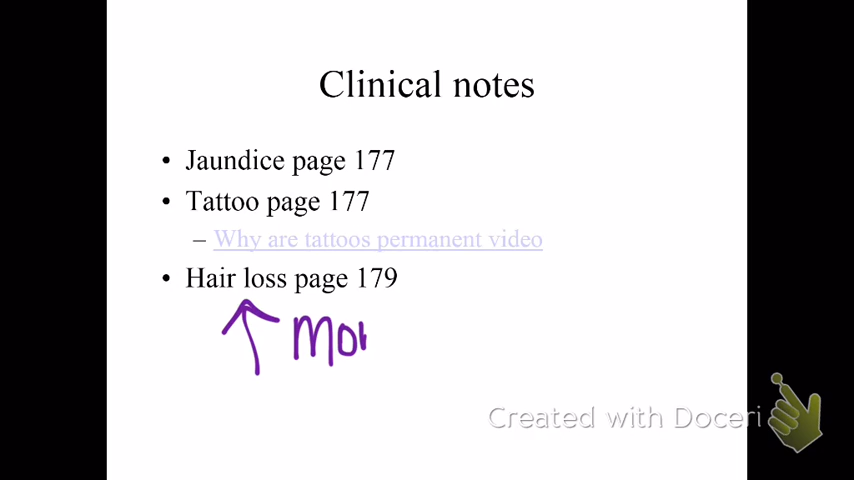 Clinical notes
• Jaundice page 177
• Tattoo page 177
– Why are tattoos permanent video
• Hair loss page 179
Created with Doceri